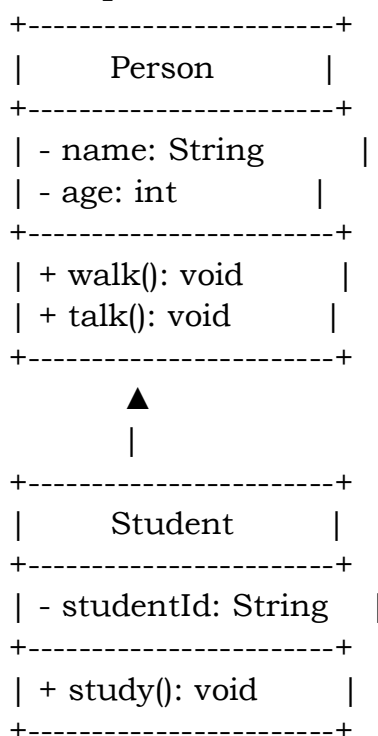 +------------------------+
|       Person         |
+------------------------+
| - name: String        |
| - age: int            |
+------------------------+
| + walk(): void        |
| + talk(): void        |
+------------------------+
▲
|
+------------------------+
|       Student        |
+------------------------+
| - studentId: String   |
+------------------------+
| + study(): void       |
+------------------------+